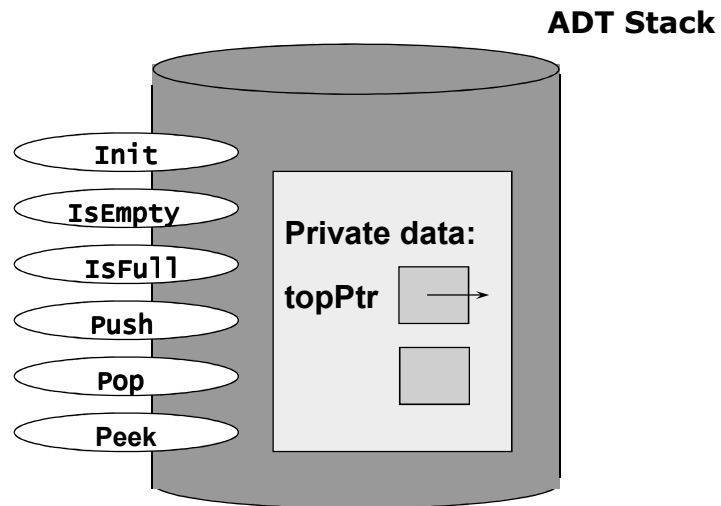 ADT Stack
Init
IsEmpty
IsFull
Push
Pop
Peek
Private data:
topPtr